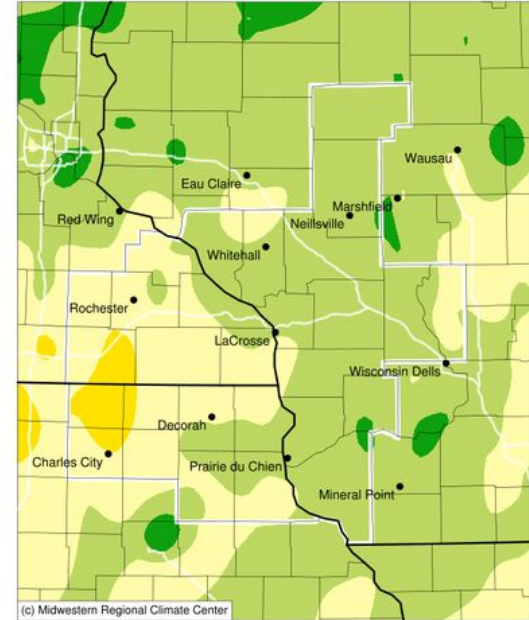 Wausau
Eau Claire
Marshfield
Red Wing
Neillsville
Whitehall
Rochester
LaCrosse
Wisconsin Dells
Decorah
Charles City
Prairie du Chien
Mineral Point
(c) Midwestern Regional Climate Center